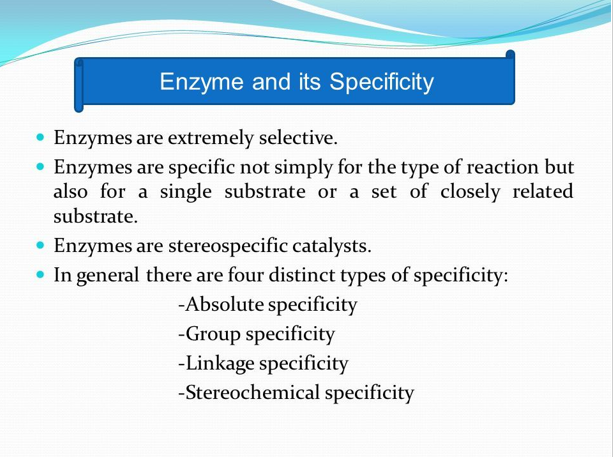 Enzyme and its Specificity
• Enzymes are extremely selective.
• Enzymes are specific not simply for the type of reaction but
also for a single substrate or a set of closely related
substrate.
• Enzymes are stereospecific catalysts.
• In general there are four distinct types of specificity:
-Absolute specificity
-Group specificity
-Linkage specificity
-Stereochemical specificity